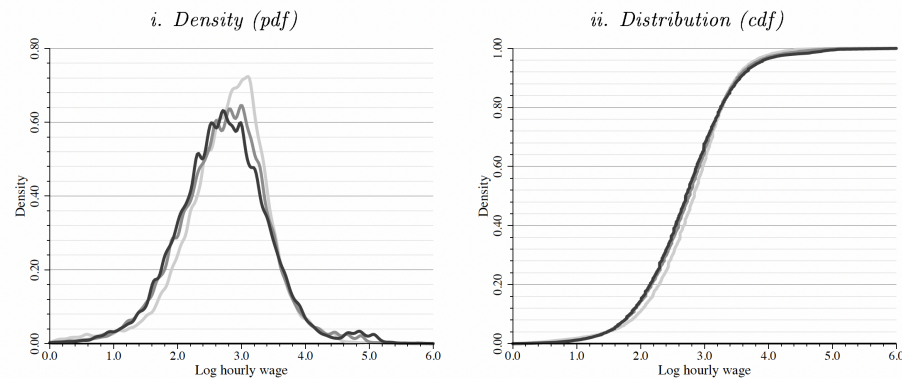 i. Density (pdf)
ii. Distribution (cdf)
Density
0.80
0.60
0.40
0.20
0.00
0.0 1.0 2.0 3.0 4.0 5.0 6.0
Log hourly wage
Density
1.00
0.80
0.60
0.40
0.20
0.00
0.0 1.0 2.0 3.0 4.0 5.0 6.0
Log hourly wage